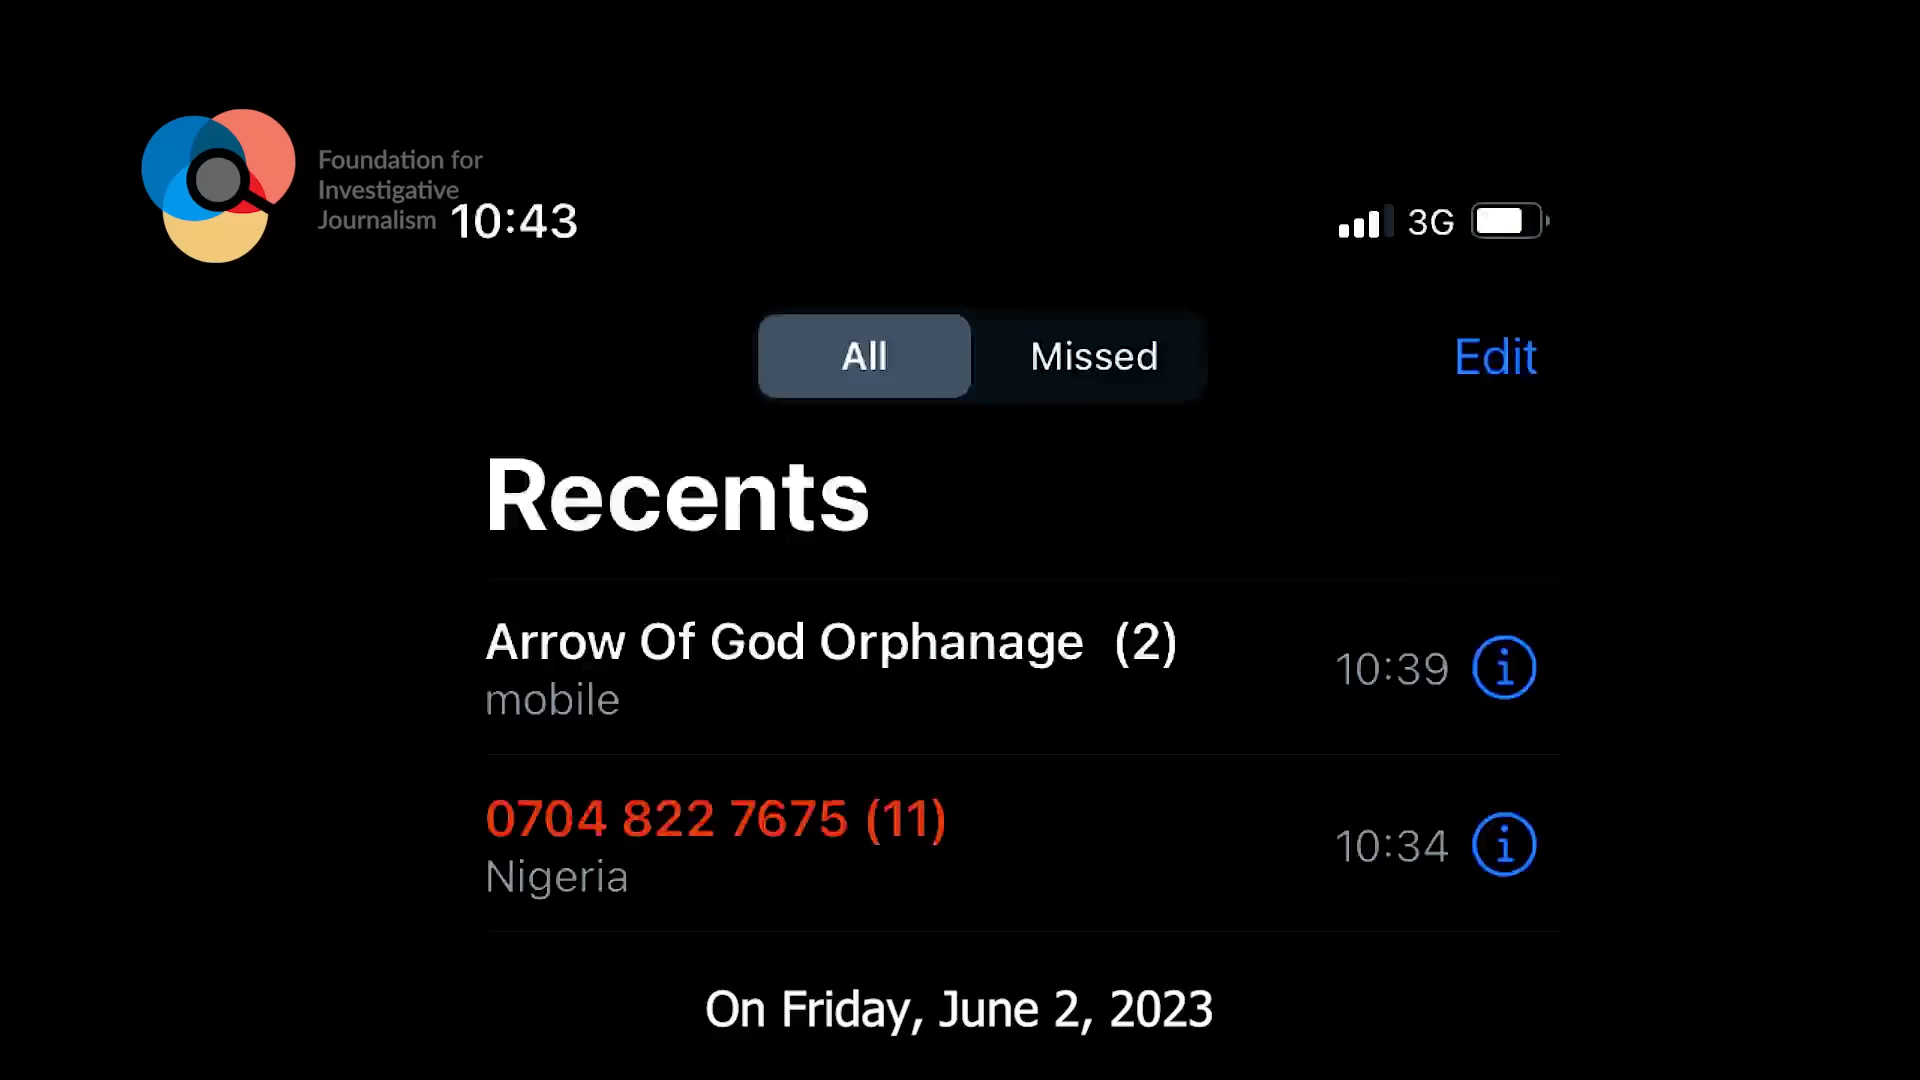 Foundation for
Investigative
Journalism
10:43
3G
All
Missed
Edit
Recents
Arrow Of God Orphanage (2)
mobile
10:39
0704 822 7675 (11)
Nigeria
10:34
On Friday, June 2, 2023